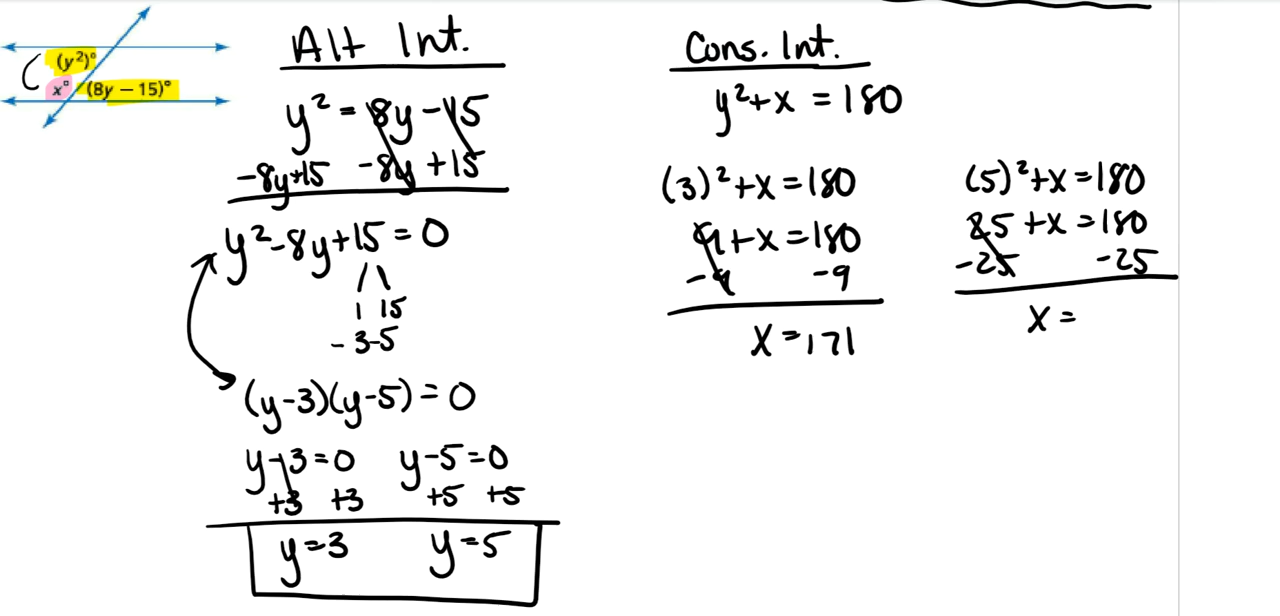 (y²)°
x° (8y – 15)°
Alt Int.
y² = 8y - 15
-8y+15 -8y +15
y² - 8y + 15 = 0
1 15
- 3 - 5
(y-3)(y-5) = 0
y-3=0 y-5=0
+3 +3 +5 +5
y=3 y=5
Cons. Int.
y² + x = 180
(3)² + x = 180
9 + x = 180
-9 -9
x = 171
(5)² + x = 180
25 + x = 180
-25 -25
x =